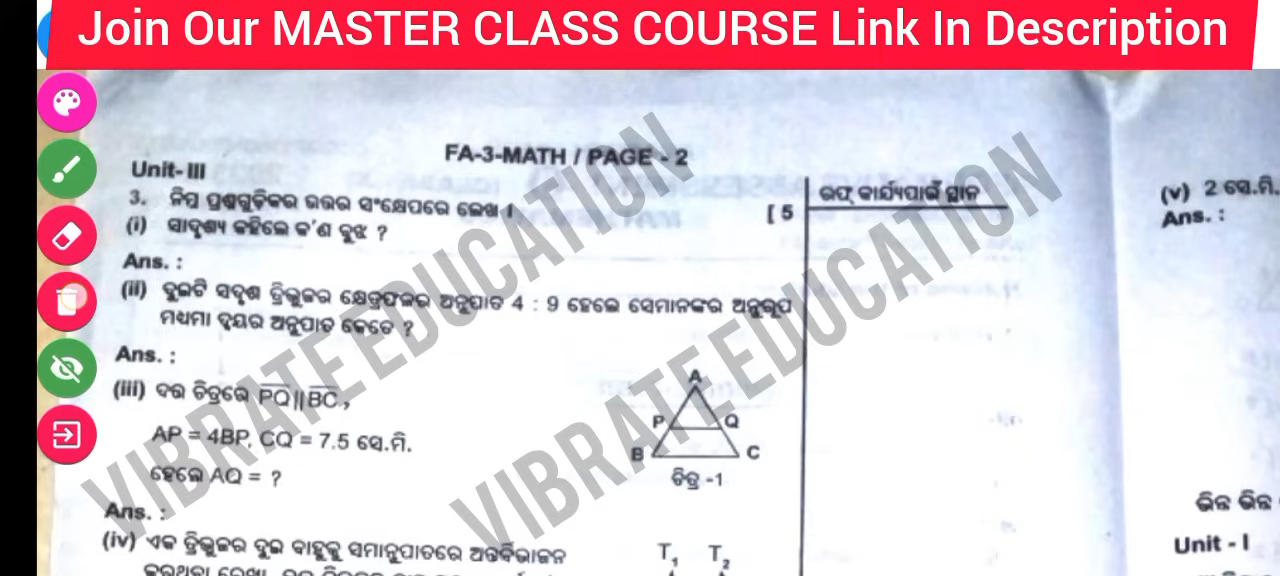 Join Our MASTER CLASS COURSE Link In Description
FA-3-MATH / PAGE - 2
Unit- III
3. ନିମ୍ନ ପ୍ରଶ୍ନଗୁଡ଼ିକର ଉତ୍ତର ସଂକ୍ଷେପରେ ଲେଖ ।
[ 5
(i) ସାଦୃଶ୍ୟ କହିଲେ କ'ଣ ବୁଝ ?
Ans. :
(ii) ଦୁଇଟି ସଦୃଶ ତ୍ରିଭୁଜର କ୍ଷେତ୍ରଫଳର ଅନୁପାତ 4 : 9 ହେଲେ ସେମାନଙ୍କର ଅନୁରୂପ
ମଧ୍ୟମା ଦ୍ୱୟର ଅନୁପାତ କେତେ ?
Ans. :
(iii) ଦତ୍ତ ଚିତ୍ରରେ PQ || BC,
AP = 4BP, CQ = 7.5 ସେ.ମି.
ହେଲେ AQ = ?
A
P Q
B C
ଚିତ୍ର -1
Ans. :
(iv) ଏକ ତ୍ରିଭୁଜର ଦୁଇ ବାହୁକୁ ସମାନୁପାତରେ ଅନ୍ତର୍ବିଭାଜନ
T₁ T₂
ରଫ୍ କାର୍ଯ୍ୟପାଇଁ ସ୍ଥାନ
(v) 2 ସେ.ମି.
Ans. :
ଭିନ୍ନ ଭିନ୍ନ
Unit - I
VIBRATE EDUCATION
VIBRATE EDUCATION